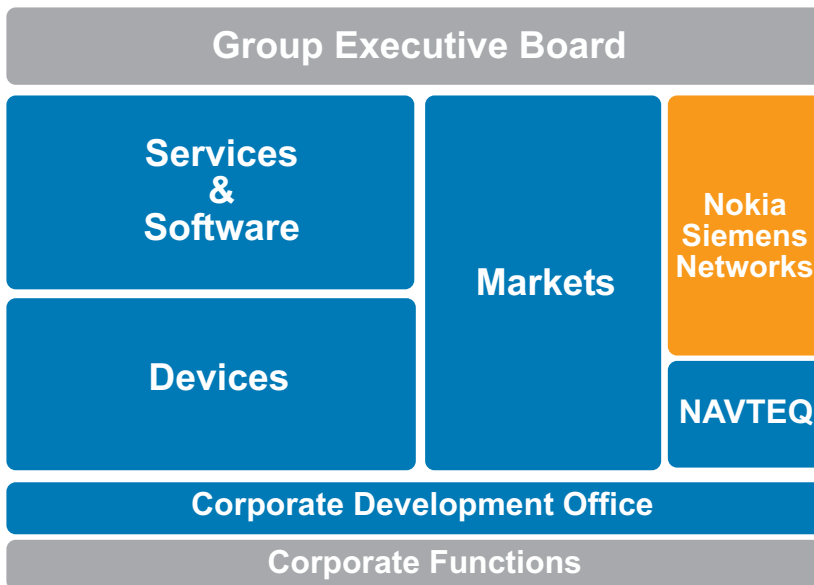 Group Executive Board
Services
&
Software
Markets
Nokia
Siemens
Networks
Devices
NAVTEQ
Corporate Development Office
Corporate Functions